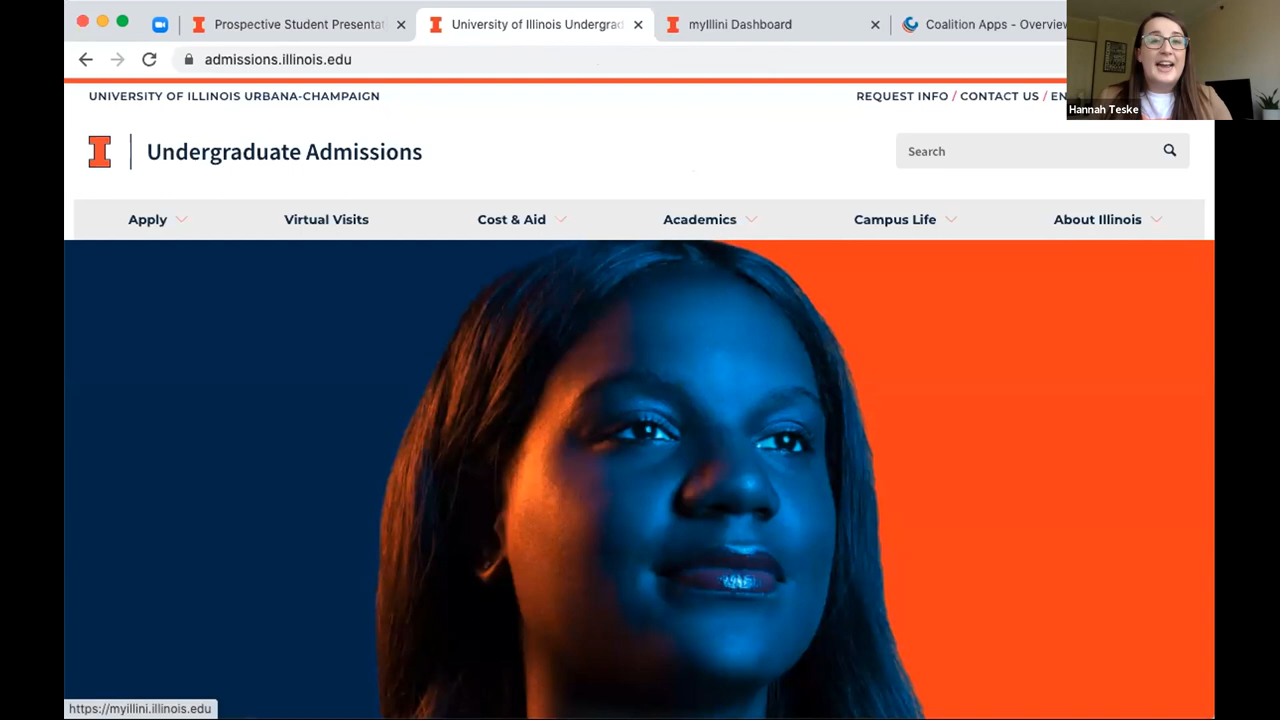 Prospective Student Presentat
University of Illinois Undergrad
myIllini Dashboard
Coalition Apps - Overview
admissions.illinois.edu
Hannah Teske
UNIVERSITY OF ILLINOIS URBANA-CHAMPAIGN
REQUEST INFO / CONTACT US / EN
I
Undergraduate Admissions
Search
Apply
Virtual Visits
Cost & Aid
Academics
Campus Life
About Illinois
https://myillini.illinois.edu